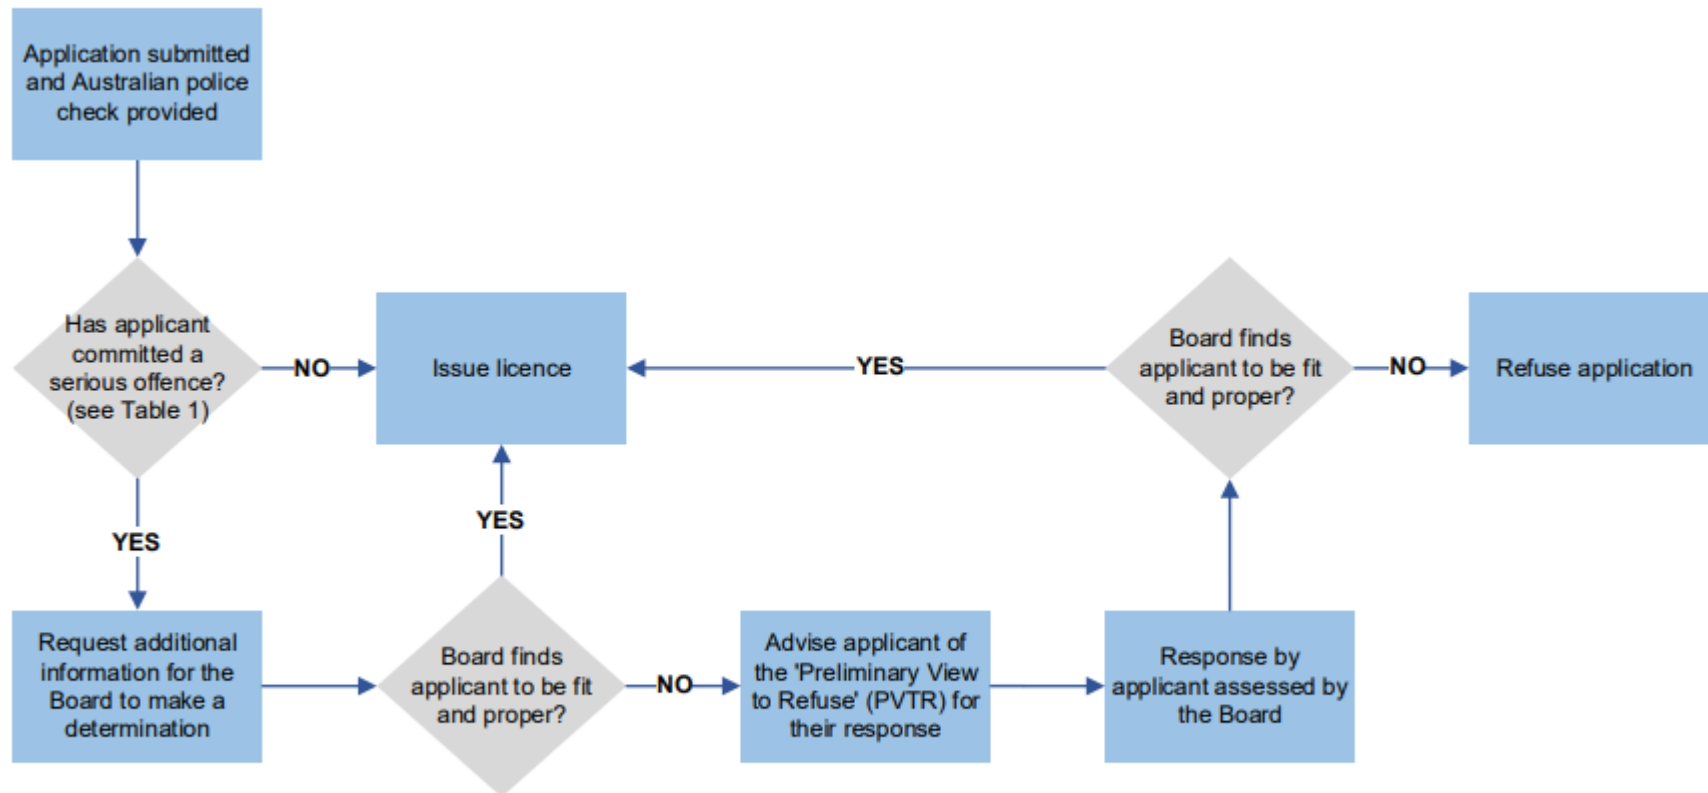 Application submitted
and Australian police
check provided
Has applicant
committed a
serious offence?
(see Table 1)
NO
Issue licence
YES
Board finds
applicant to be fit
and proper?
NO
Refuse application
YES
YES
Request additional
information for the
Board to make a
determination
Board finds
applicant to be fit
and proper?
NO
Advise applicant of
the 'Preliminary View
to Refuse' (PVTR) for
their response
Response by
applicant assessed by
the Board